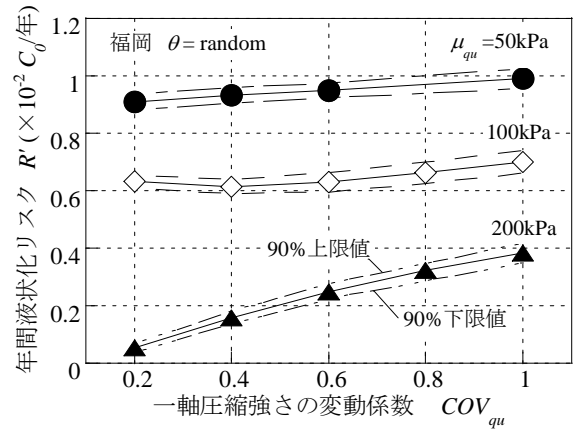 年間液状化リスク R′(×10⁻² C₀/年)
1.2
1
0.8
0.6
0.4
0.2
0
福岡 θ = random
μqu =50kPa
100kPa
200kPa
90%上限値
90%下限値
0.2 0.4 0.6 0.8 1
一軸圧縮強さの変動係数 COVqu